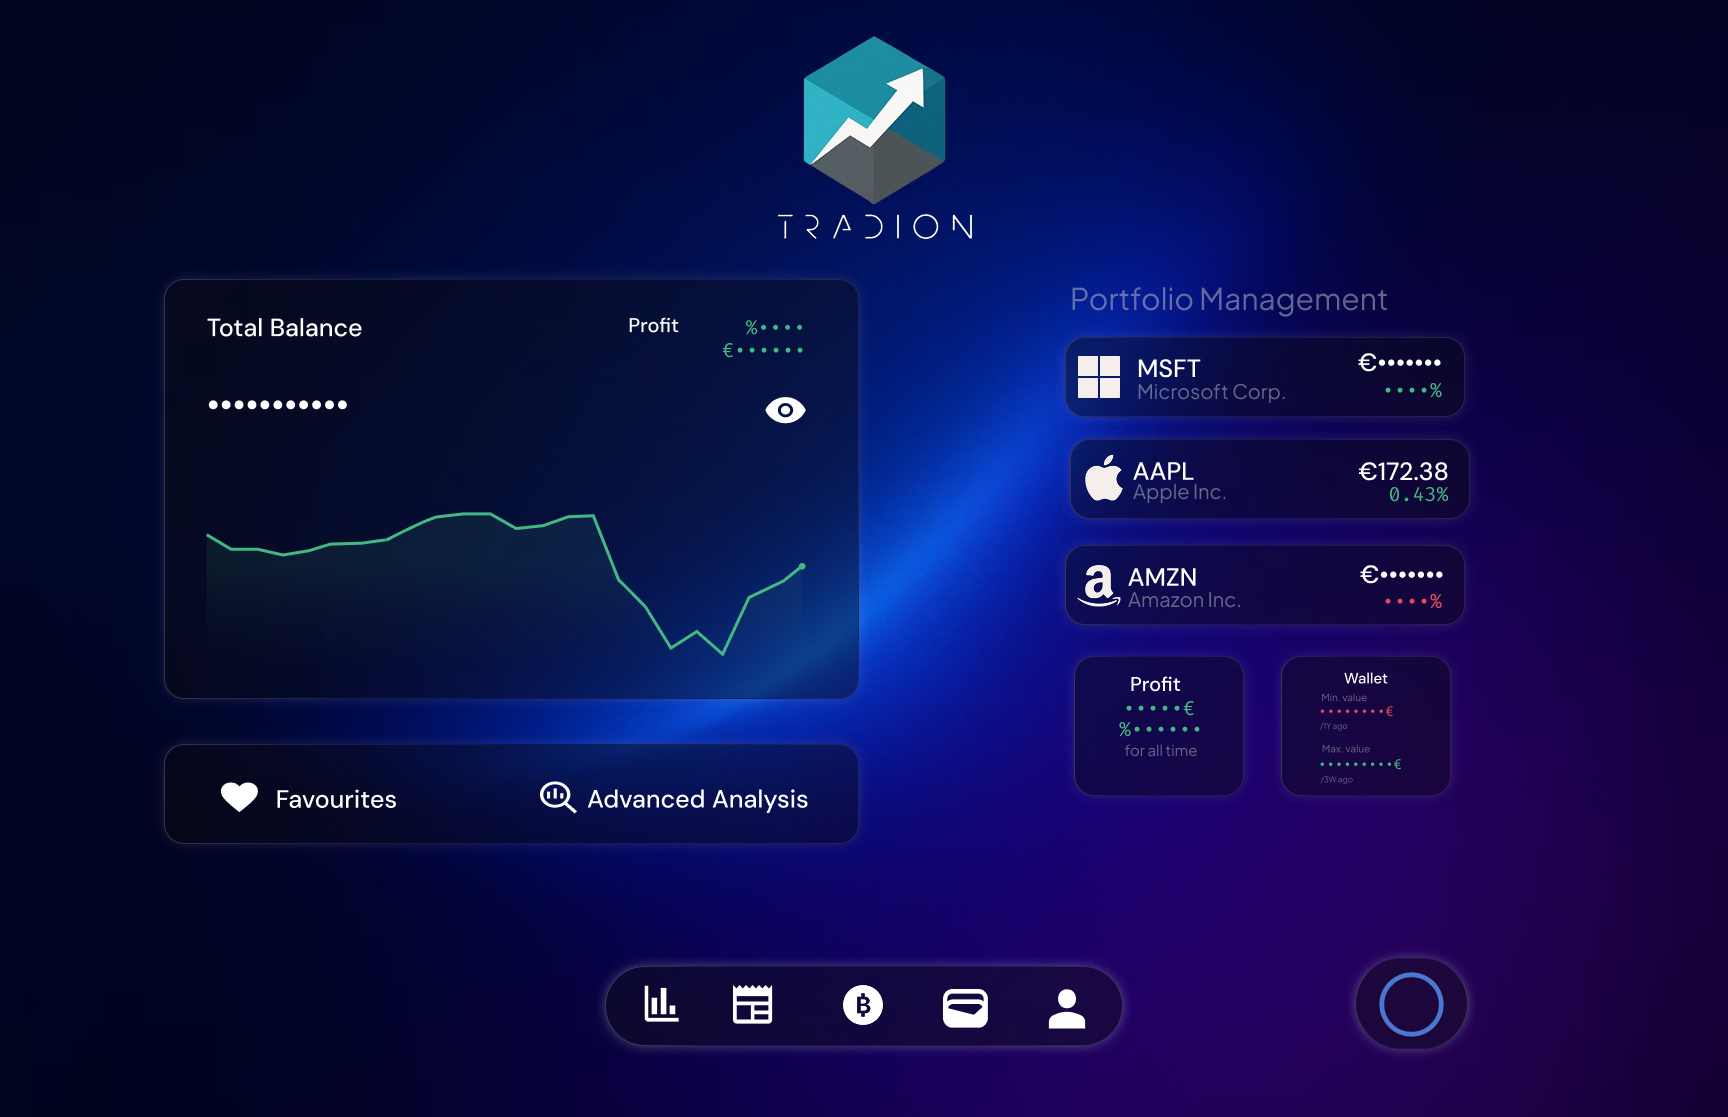 TRADION
Total Balance
Profit
%••••
€••••••
•••••••••••
Favourites
Advanced Analysis
Portfolio Management
MSFT
€•••••••
Microsoft Corp.
••••%
AAPL
€172.38
Apple Inc.
0.43%
a
AMZN
€•••••••
Amazon Inc.
••••%
Profit
•••••€
%••••••
for all time
Wallet
Min. value
••••••••€
/1Y ago
Max. value
•••••••••€
/3W ago